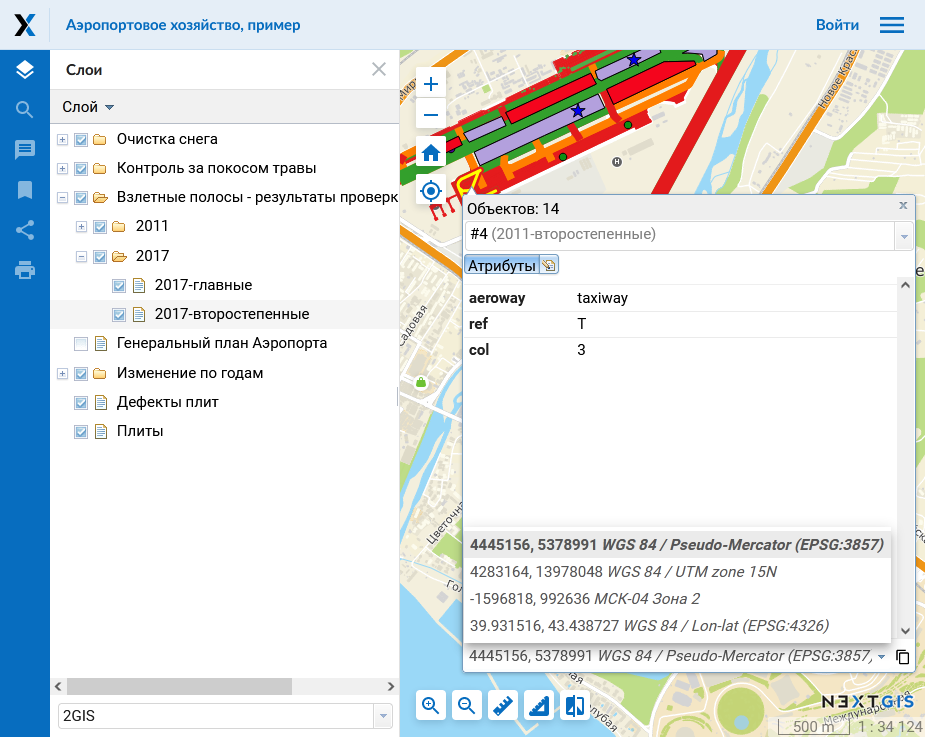 Аэропортовое хозяйство, пример
Войти
Слои
Слой
Очистка снега
Контроль за покосом травы
Взлетные полосы - результаты проверк
2011
2017
2017-главные
2017-второстепенные
Генеральный план Аэропорта
Изменение по годам
Дефекты плит
Плиты
2GIS
Новое Крас
H
Садовая
Цветочна
Объектов: 14
#4 (2011-второстепенные)
Атрибуты
aeroway taxiway
ref T
col 3
4445156, 5378991 WGS 84 / Pseudo-Mercator (EPSG:3857)
4283164, 13978048 WGS 84 / UTM zone 15N
-1596818, 992636 МСК-04 Зона 2
39.931516, 43.438727 WGS 84 / Lon-lat (EPSG:4326)
4445156, 5378991 WGS 84 / Pseudo-Mercator (EPSG:3857,
NEXTGIS
500 m
1 : 34 124